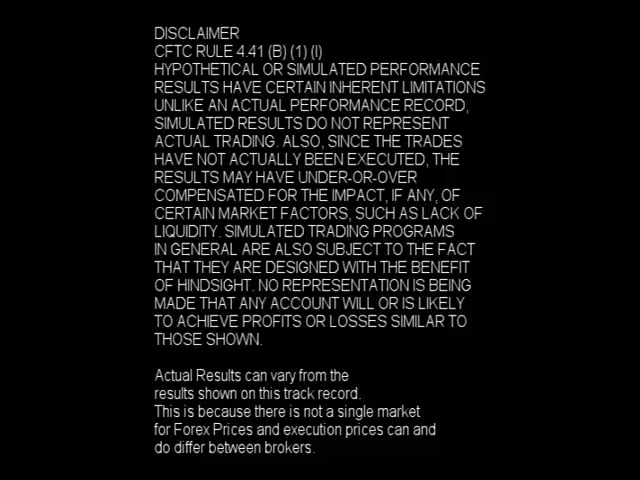 DISCLAIMER
CFTC RULE 4.41 (B) (1) (I)
HYPOTHETICAL OR SIMULATED PERFORMANCE
RESULTS HAVE CERTAIN INHERENT LIMITATIONS
UNLIKE AN ACTUAL PERFORMANCE RECORD,
SIMULATED RESULTS DO NOT REPRESENT
ACTUAL TRADING. ALSO, SINCE THE TRADES
HAVE NOT ACTUALLY BEEN EXECUTED, THE
RESULTS MAY HAVE UNDER-OR-OVER
COMPENSATED FOR THE IMPACT, IF ANY, OF
CERTAIN MARKET FACTORS, SUCH AS LACK OF
LIQUIDITY. SIMULATED TRADING PROGRAMS
IN GENERAL ARE ALSO SUBJECT TO THE FACT
THAT THEY ARE DESIGNED WITH THE BENEFIT
OF HINDSIGHT. NO REPRESENTATION IS BEING
MADE THAT ANY ACCOUNT WILL OR IS LIKELY
TO ACHIEVE PROFITS OR LOSSES SIMILAR TO
THOSE SHOWN.
Actual Results can vary from the
results shown on this track record.
This is because there is not a single market
for Forex Prices and execution prices can and
do differ between brokers.